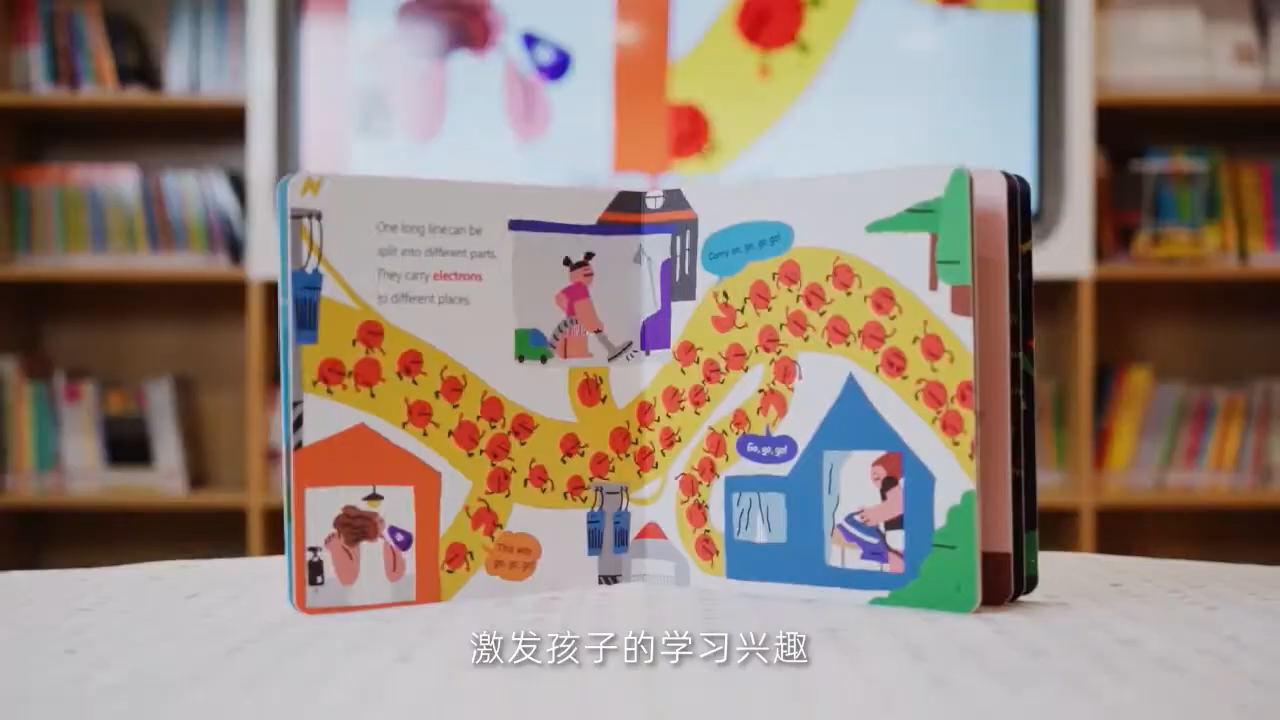 One long line can be
split into different parts.
They carry electrons
to different places.
Carry on, go, go, go!
Go, go, go!
This way
go, go, go!
激发孩子的学习兴趣